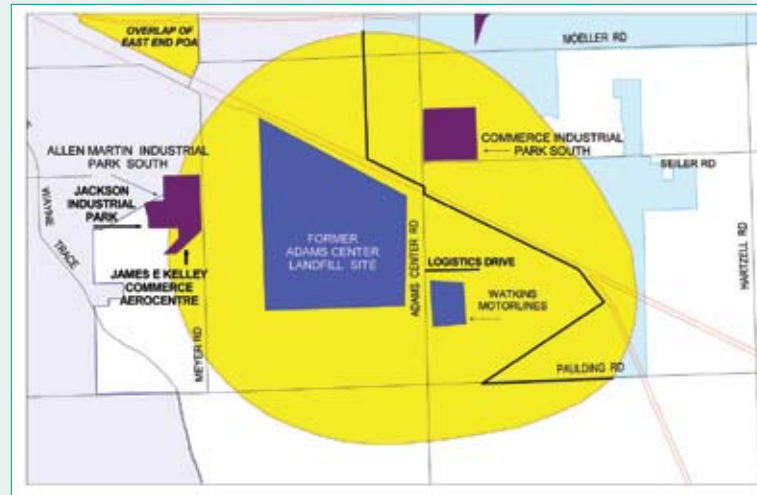 OVERLAP OF
EAST END POA
MOELLER RD
ALLEN MARTIN INDUSTRIAL
PARK SOUTH
COMMERCE INDUSTRIAL
PARK SOUTH
SEILER RD
JACKSON
INDUSTRIAL
PARK
WAYNE
TRACE
FORMER
ADAMS CENTER
LANDFILL SITE
ADAMS CENTER RD
HARTZELL RD
LOGISTICS DRIVE
JAMES E KELLEY
COMMERCE
AEROCENTRE
WATKINS
MOTORLINES
MEYER RD
PAULDING RD